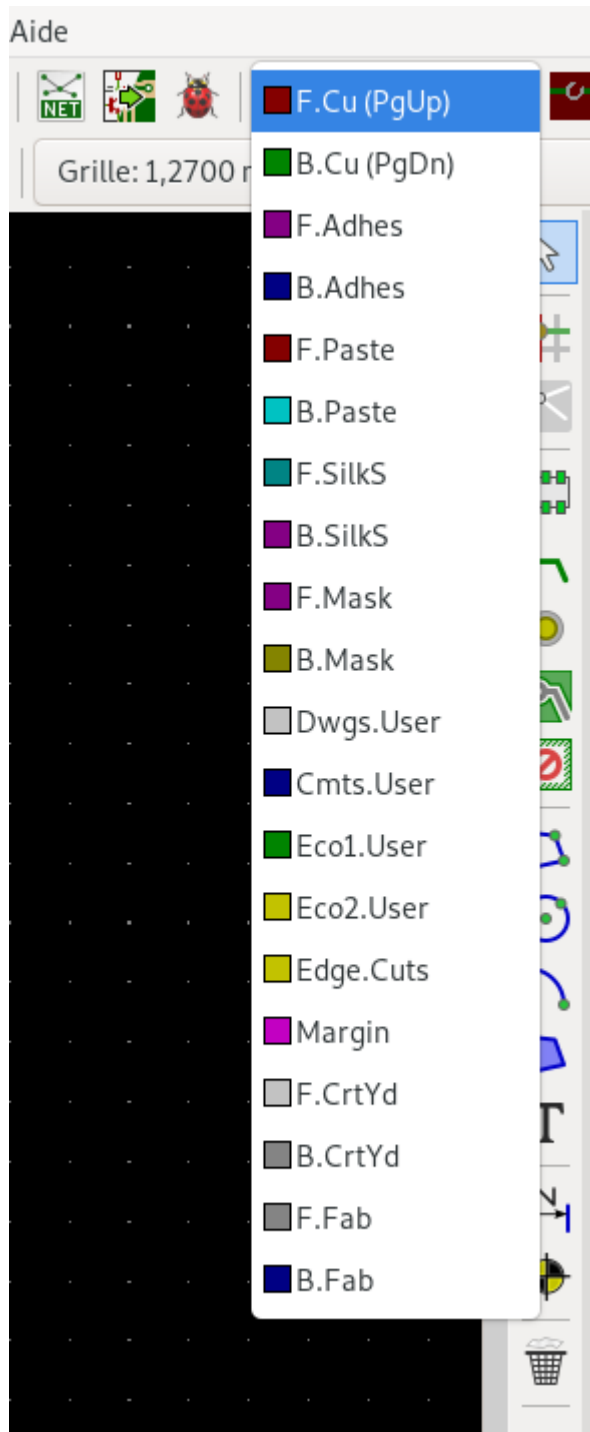 Aide
NET
Grille: 1,2700
F.Cu (PgUp)
B.Cu (PgDn)
F.Adhes
B.Adhes
F.Paste
B.Paste
F.SilkS
B.SilkS
F.Mask
B.Mask
Dwgs.User
Cmts.User
Eco1.User
Eco2.User
Edge.Cuts
Margin
F.CrtYd
B.CrtYd
F.Fab
B.Fab
T
N